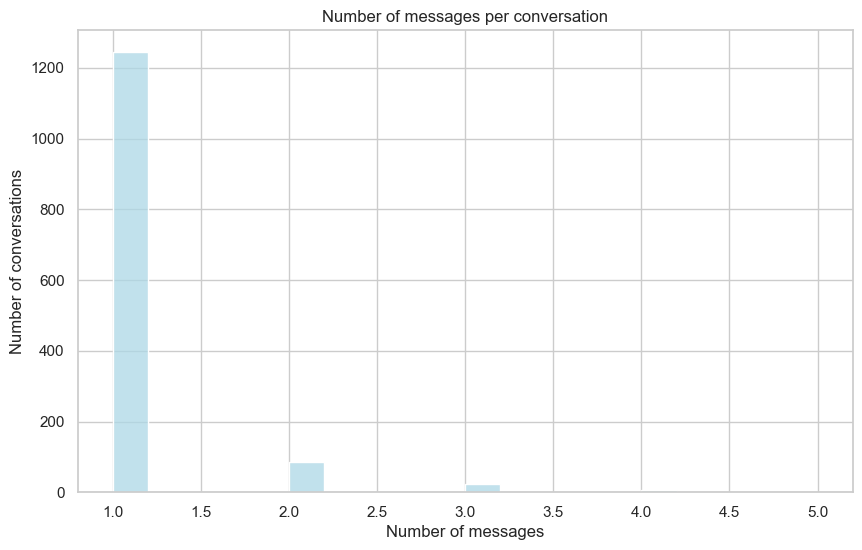 Number of messages per conversation
Number of conversations
1200
1000
800
600
400
200
0
1.0 1.5 2.0 2.5 3.0 3.5 4.0 4.5 5.0
Number of messages